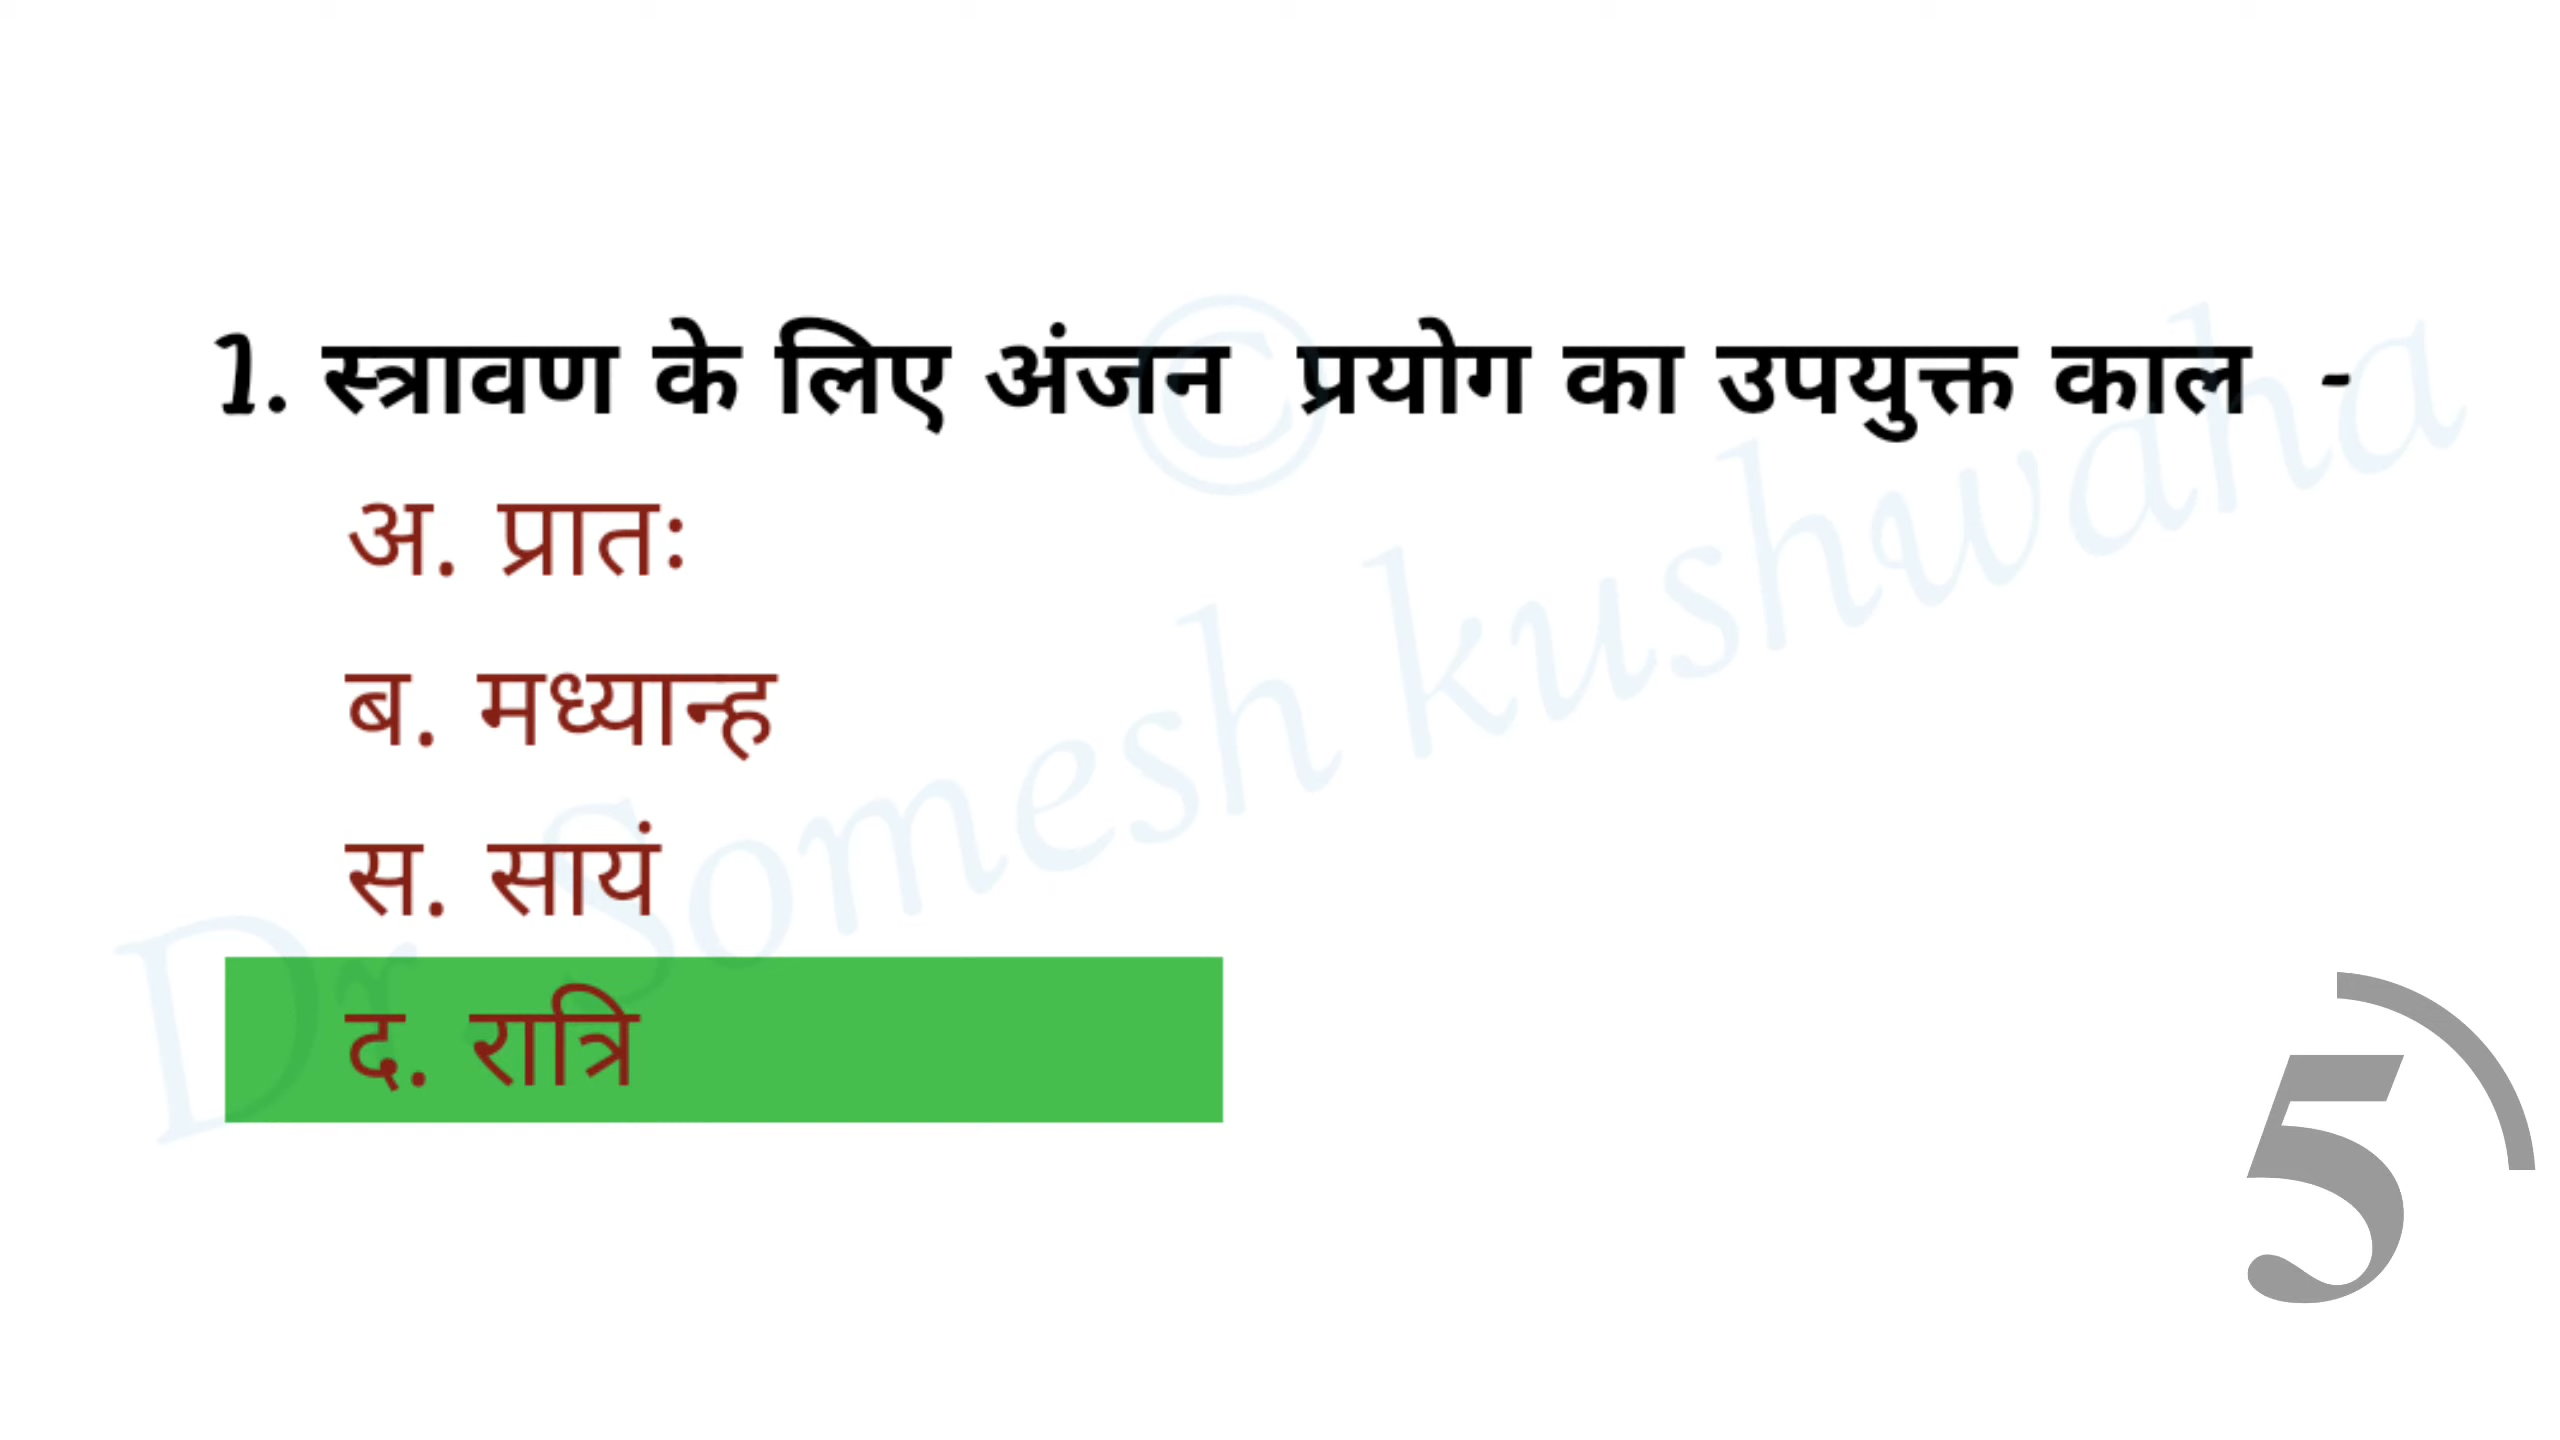 1. स्त्रावण के लिए अंजन प्रयोग का उपयुक्त काल -
अ. प्रातः
ब. मध्यान्ह
स. सायं
द. रात्रि
5
©
Dr Somesh kushwaha